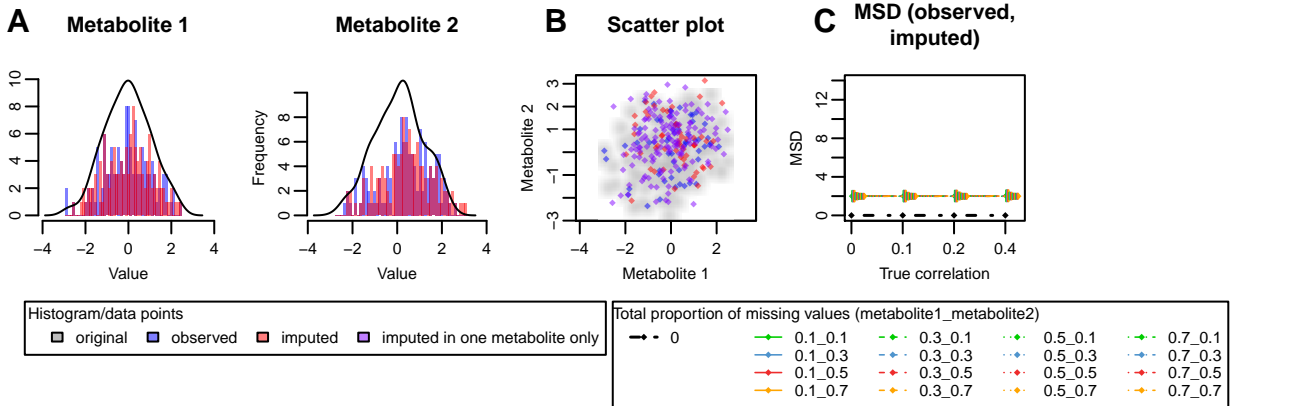 A
Metabolite 1
10
8
6
4
2
0
−4
−2
0
2
4
Value
Metabolite 2
Frequency
8
6
4
2
0
−4
−2
0
2
4
Value
B
Scatter plot
Metabolite 2
3
2
1
−1
−3
−4
−2
0
2
Metabolite 1
C
MSD (observed,
imputed)
MSD
12
8
4
0
0
0.1
0.2
0.4
True correlation
Histogram/data points
original observed imputed imputed in one metabolite only
Total proportion of missing values (metabolite1_metabolite2)
0 0.1_0.1 0.3_0.1 0.5_0.1 0.7_0.1
0.1_0.3 0.3_0.3 0.5_0.3 0.7_0.3
0.1_0.5 0.3_0.5 0.5_0.5 0.7_0.5
0.1_0.7 0.3_0.7 0.5_0.7 0.7_0.7